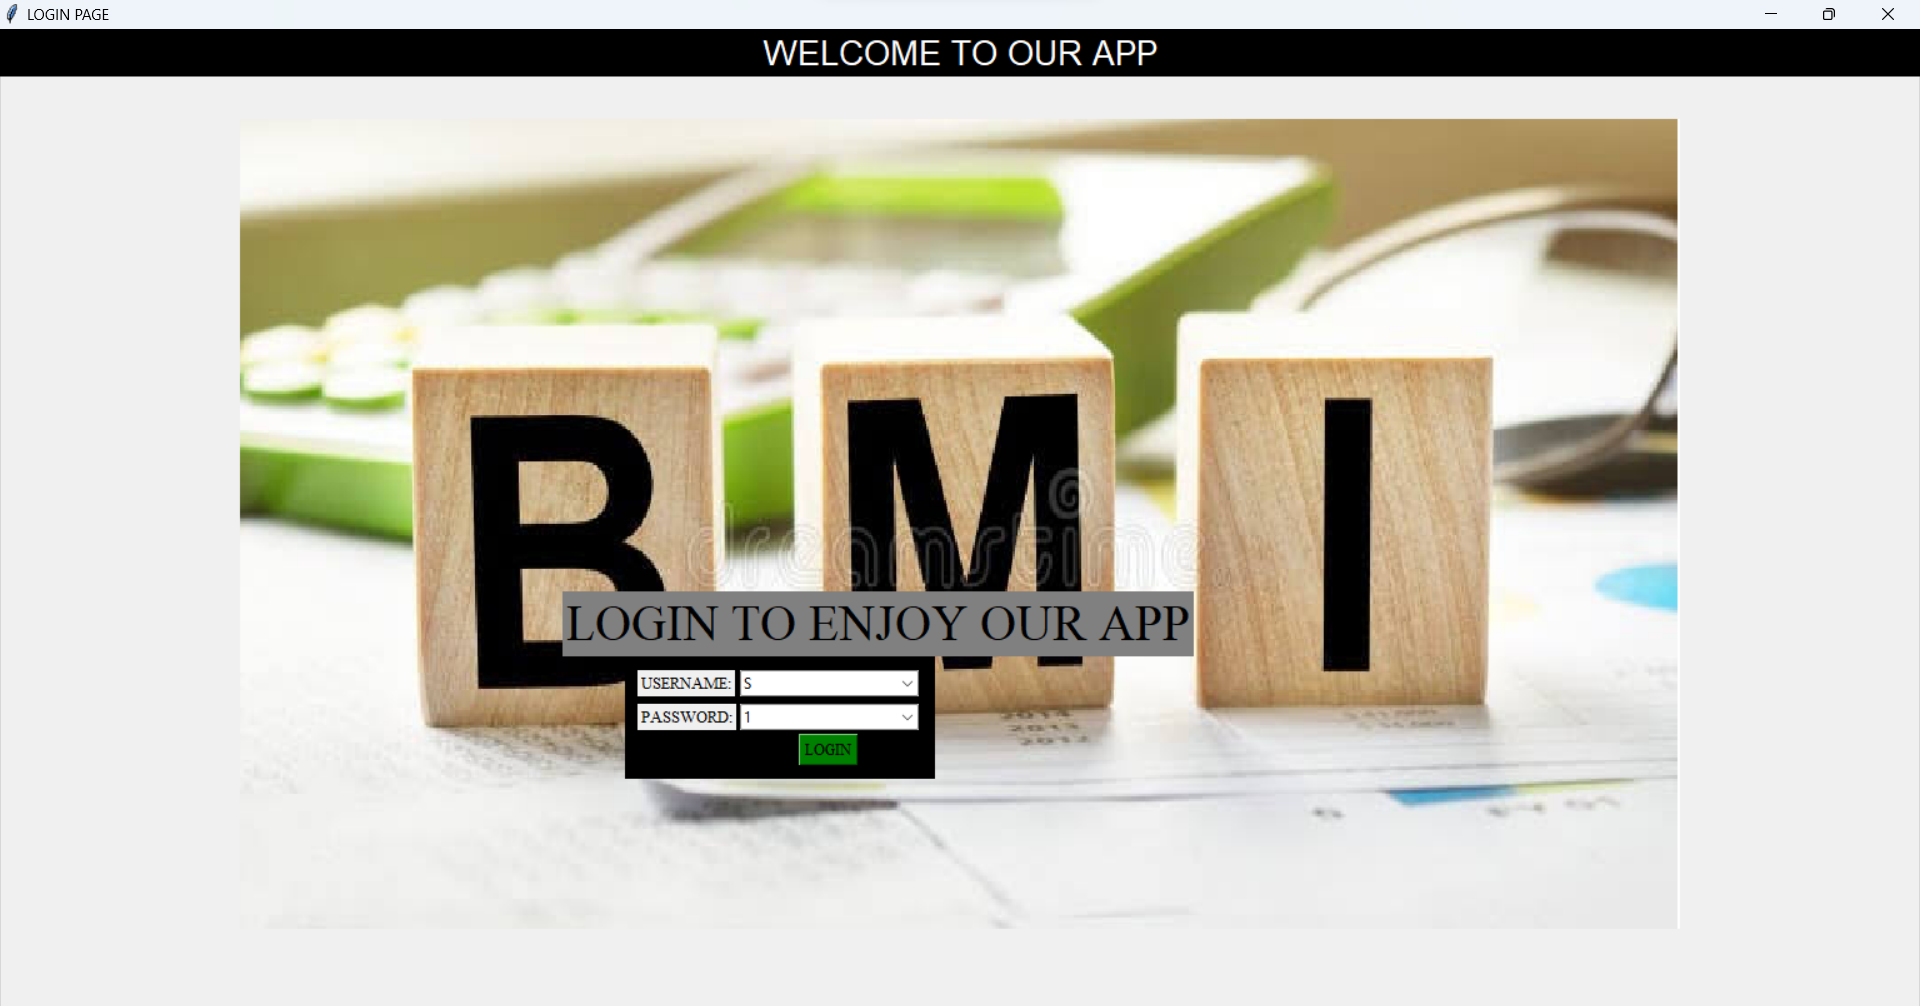 LOGIN PAGE
WELCOME TO OUR APP
B M I
dreamstime
LOGIN TO ENJOY OUR APP
USERNAME: S
PASSWORD: 1
LOGIN